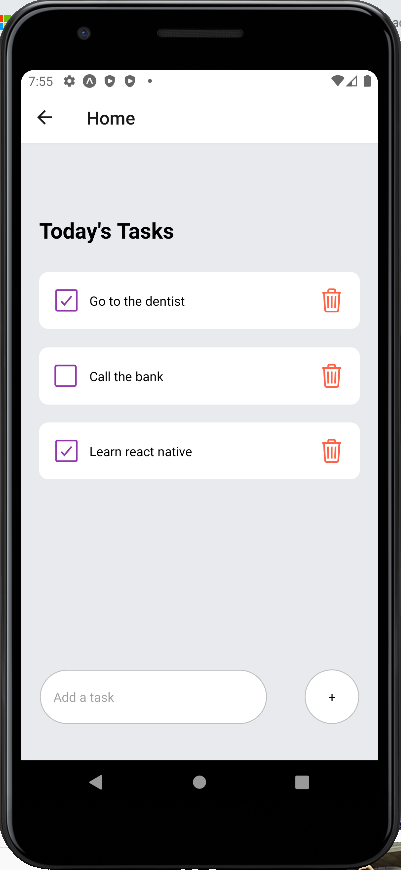 7:55
Home
Today's Tasks
Go to the dentist
Call the bank
Learn react native
Add a task
+